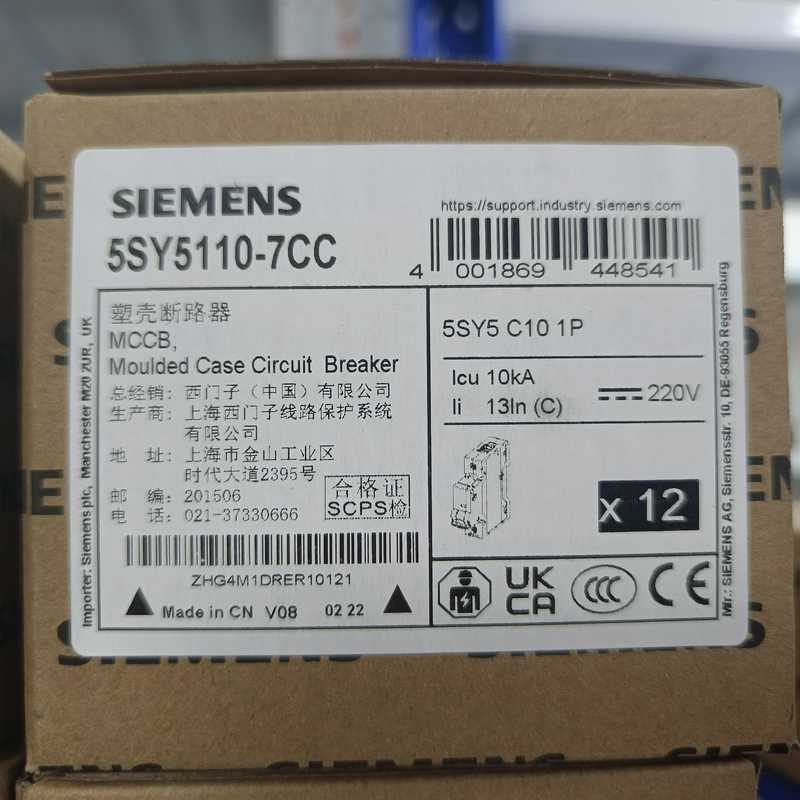 SIEMENS
https://support.industry.siemens.com
5SY5110-7CC
4 001869 448541
塑壳断路器
MCCB,
Moulded Case Circuit Breaker
总经销: 西门子（中国）有限公司
生产商: 上海西门子线路保护系统
有限公司
地 址: 上海市金山工业区
时代大道2395号
邮 编: 201506
电 话: 021-37330666
合格证
SCPS检
ZHG4M1DRER10121
Made in CN V08 02 22
5SY5 C10 1P
Icu 10kA
Ii 13In (C)
220V
x 12
UK
CA
CCC
CE
Importer: Siemens plc, Manchester M20 2UR, UK
Mfr.: SIEMENS AG, Siemensstr. 10, DE-93055 Regensburg
SIEMENS